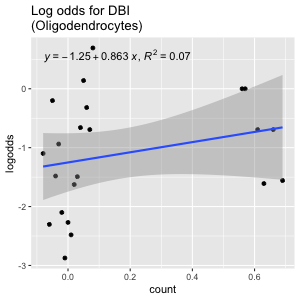 Log odds for DBI
(Oligodendrocytes)
y = −1.25 + 0.863 x, R² = 0.07
0
-1
-2
-3
logodds
0.0 0.2 0.4 0.6
count